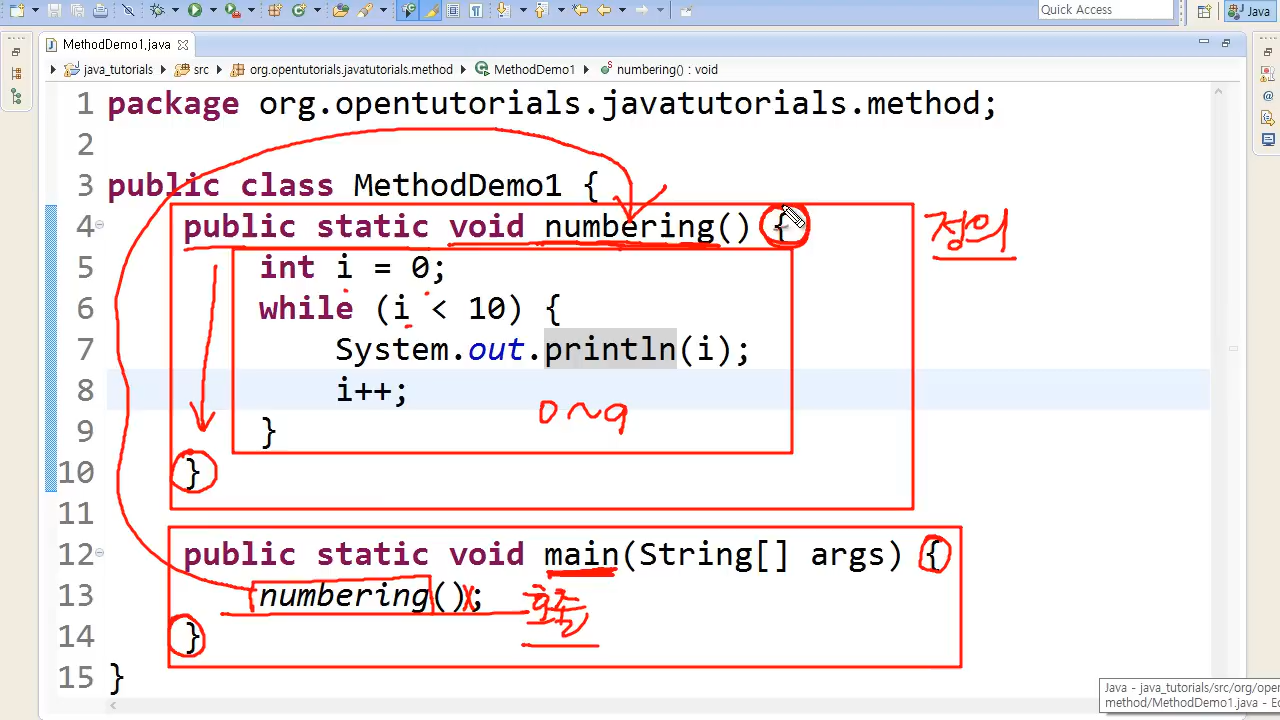 Quick Access
Java
MethodDemo1.java
java_tutorials
src
org.opentutorials.javatutorials.method
MethodDemo1
numbering() : void
1 package org.opentutorials.javatutorials.method;
2
3 public class MethodDemo1 {
4 public static void numbering() {
정의
5 int i = 0;
6 while (i < 10) {
7 System.out.println(i);
8 i++;
0~9
9 }
10 }
11
12 public static void main(String[] args) {
13 numbering();
호출
14 }
15 }
Java - java_tutorials/src/org/open
method/MethodDemo1.java - Ec